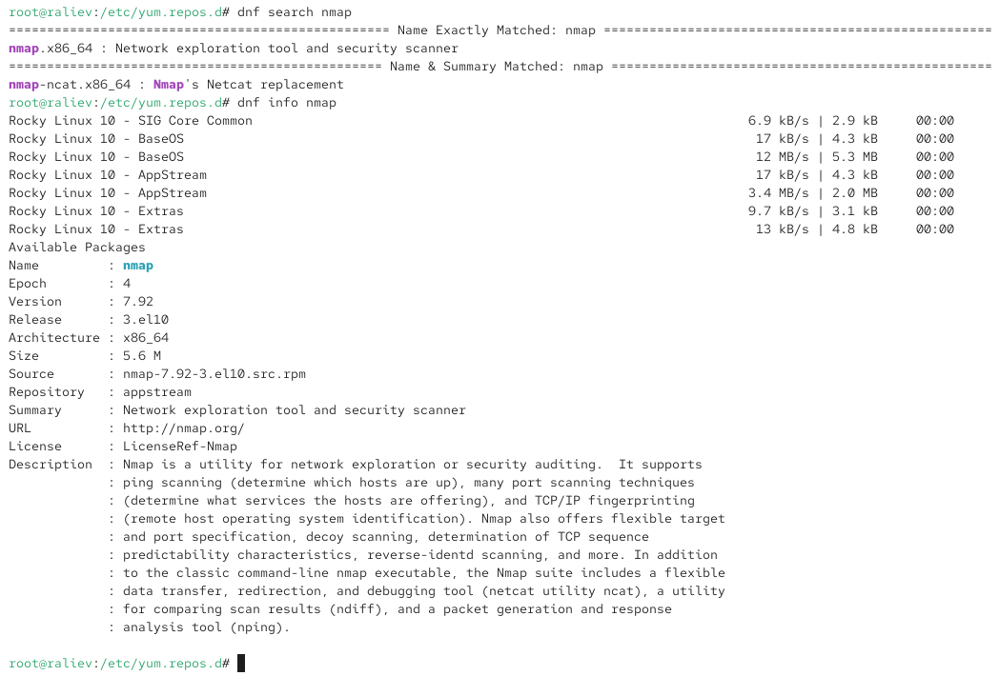 root@raliev:/etc/yum.repos.d# dnf search nmap
================================================== Name Exactly Matched: nmap ===================================================
nmap.x86_64 : Network exploration tool and security scanner
================================================= Name & Summary Matched: nmap ==================================================
nmap-ncat.x86_64 : Nmap's Netcat replacement
root@raliev:/etc/yum.repos.d# dnf info nmap
Rocky Linux 10 - SIG Core Common                                                                 6.9 kB/s | 2.9 kB     00:00
Rocky Linux 10 - BaseOS                                                                           17 kB/s | 4.3 kB     00:00
Rocky Linux 10 - BaseOS                                                                           12 MB/s | 5.3 MB     00:00
Rocky Linux 10 - AppStream                                                                        17 kB/s | 4.3 kB     00:00
Rocky Linux 10 - AppStream                                                                       3.4 MB/s | 2.0 MB     00:00
Rocky Linux 10 - Extras                                                                          9.7 kB/s | 3.1 kB     00:00
Rocky Linux 10 - Extras                                                                           13 kB/s | 4.8 kB     00:00
Available Packages
Name         : nmap
Epoch        : 4
Version      : 7.92
Release      : 3.el10
Architecture : x86_64
Size         : 5.6 M
Source       : nmap-7.92-3.el10.src.rpm
Repository   : appstream
Summary      : Network exploration tool and security scanner
URL          : http://nmap.org/
License      : LicenseRef-Nmap
Description  : Nmap is a utility for network exploration or security auditing.  It supports
             : ping scanning (determine which hosts are up), many port scanning techniques
             : (determine what services the hosts are offering), and TCP/IP fingerprinting
             : (remote host operating system identification). Nmap also offers flexible target
             : and port specification, decoy scanning, determination of TCP sequence
             : predictability characteristics, reverse-identd scanning, and more. In addition
             : to the classic command-line nmap executable, the Nmap suite includes a flexible
             : data transfer, redirection, and debugging tool (netcat utility ncat), a utility
             : for comparing scan results (ndiff), and a packet generation and response
             : analysis tool (nping).
root@raliev:/etc/yum.repos.d#